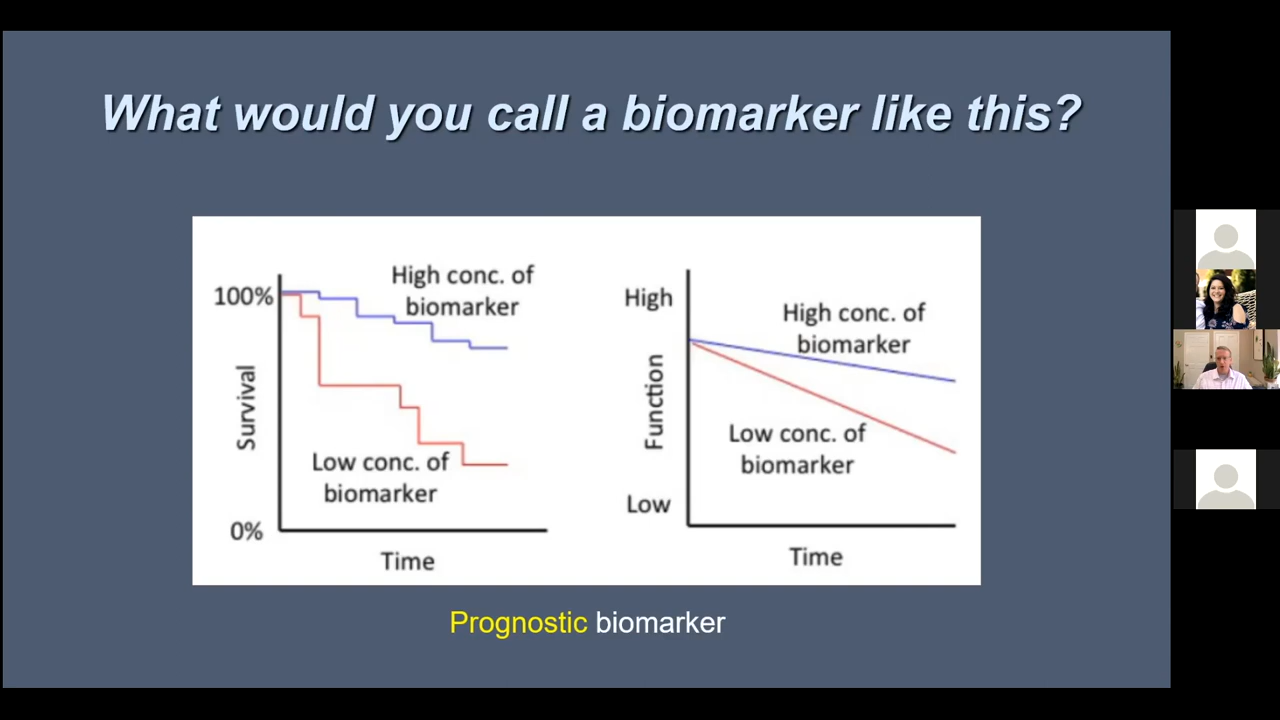 What would you call a biomarker like this?
High conc. of
biomarker
100%
Survival
Low conc. of
biomarker
0%
Time
High
High conc. of
biomarker
Function
Low conc. of
biomarker
Low
Time
Prognostic biomarker